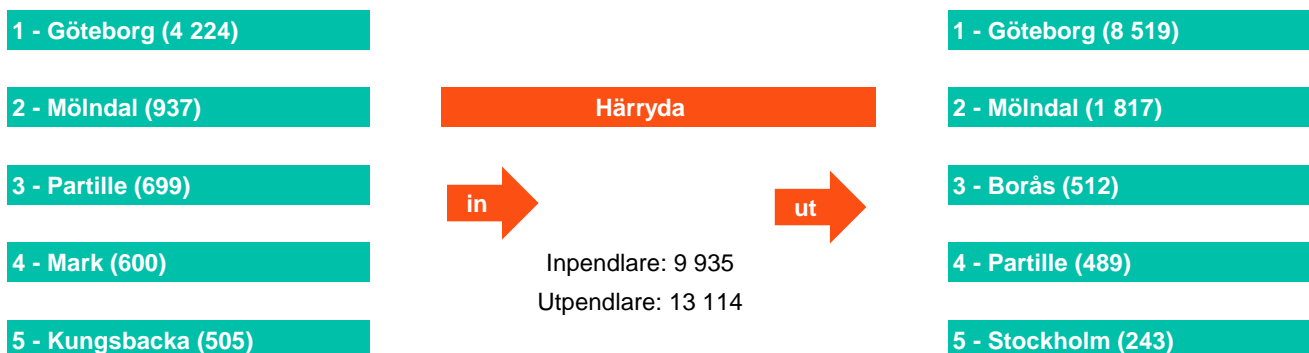 1 - Göteborg (4 224)
2 - Mölndal (937)
3 - Partille (699)
4 - Mark (600)
5 - Kungsbacka (505)
Härryda
in
ut
Inpendlare: 9 935
Utpendlare: 13 114
1 - Göteborg (8 519)
2 - Mölndal (1 817)
3 - Borås (512)
4 - Partille (489)
5 - Stockholm (243)